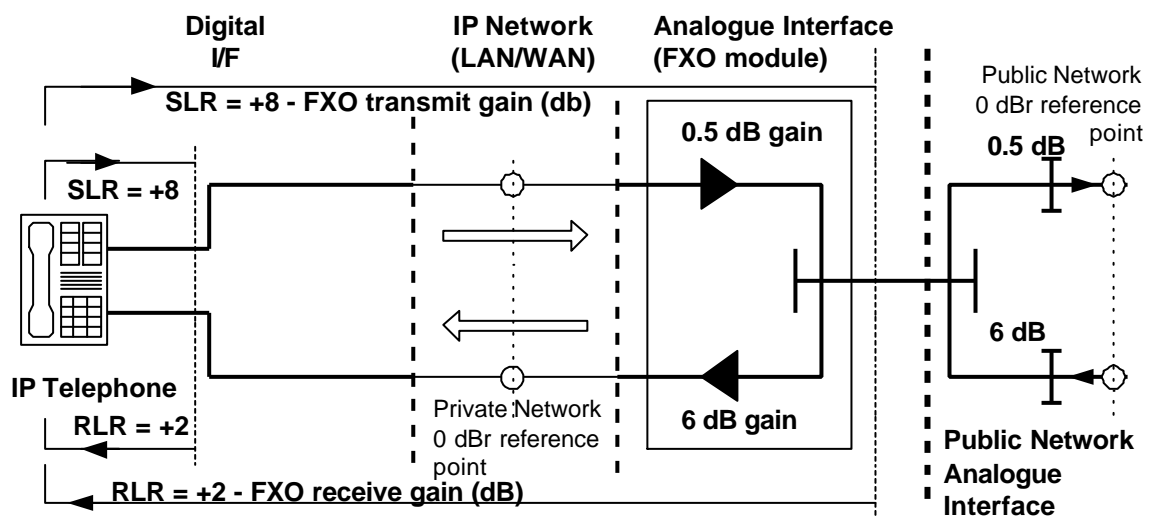 Digital
I/F
IP Network
(LAN/WAN)
Analogue Interface
(FXO module)
Public Network
0 dBr reference
point
SLR = +8 - FXO transmit gain (db)
SLR = +8
0.5 dB gain
0.5 dB
6 dB
IP Telephone
RLR = +2
Private Network
0 dBr reference
point
6 dB gain
Public Network
Analogue
Interface
RLR = +2 - FXO receive gain (dB)